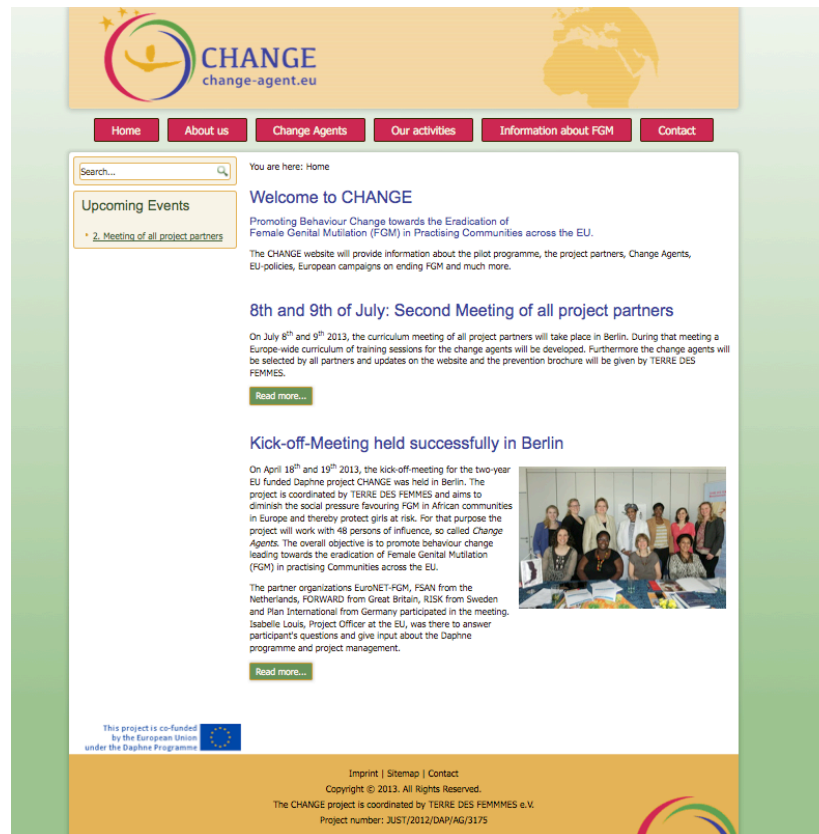 CHANGE
change-agent.eu
Home
About us
Change Agents
Our activities
Information about FGM
Contact
Search...
You are here: Home
Upcoming Events
2. Meeting of all project partners
Welcome to CHANGE
Promoting Behaviour Change towards the Eradication of
Female Genital Mutilation (FGM) in Practising Communities across the EU.
The CHANGE website will provide information about the pilot programme, the project partners, Change Agents,
EU-policies, European campaigns on ending FGM and much more.
8th and 9th of July: Second Meeting of all project partners
On July 8th and 9th 2013, the curriculum meeting of all project partners will take place in Berlin. During that meeting a
Europe-wide curriculum of training sessions for the change agents will be developed. Furthermore the change agents will
be selected by all partners and updates on the website and the prevention brochure will be given by TERRE DES
FEMMES.
Read more...
Kick-off-Meeting held successfully in Berlin
On April 18th and 19th 2013, the kick-off-meeting for the two-year
EU funded Daphne project CHANGE was held in Berlin. The
project is coordinated by TERRE DES FEMMES and aims to
diminish the social pressure favouring FGM in African communities
in Europe and thereby protect girls at risk. For that purpose the
project will work with 48 persons of influence, so called Change
Agents. The overall objective is to promote behaviour change
leading towards the eradication of Female Genital Mutilation
(FGM) in practising Communities across the EU.
The partner organizations EuroNET-FGM, FSAN from the
Netherlands, FORWARD from Great Britain, RISK from Sweden
and Plan International from Germany participated in the meeting.
Isabelle Louis, Project Officer at the EU, was there to answer
participant's questions and give input about the Daphne
programme and project management.
Read more...
This project is co-funded
by the European Union
under the Daphne Programme
Imprint | Sitemap | Contact
Copyright © 2013. All Rights Reserved.
The CHANGE project is coordinated by TERRE DES FEMMMES e.V.
Project number: JUST/2012/DAP/AG/3175